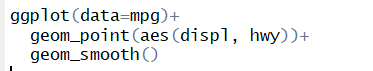 ggplot(data=mpg)+
  geom_point(aes(displ, hwy))+
  geom_smooth()